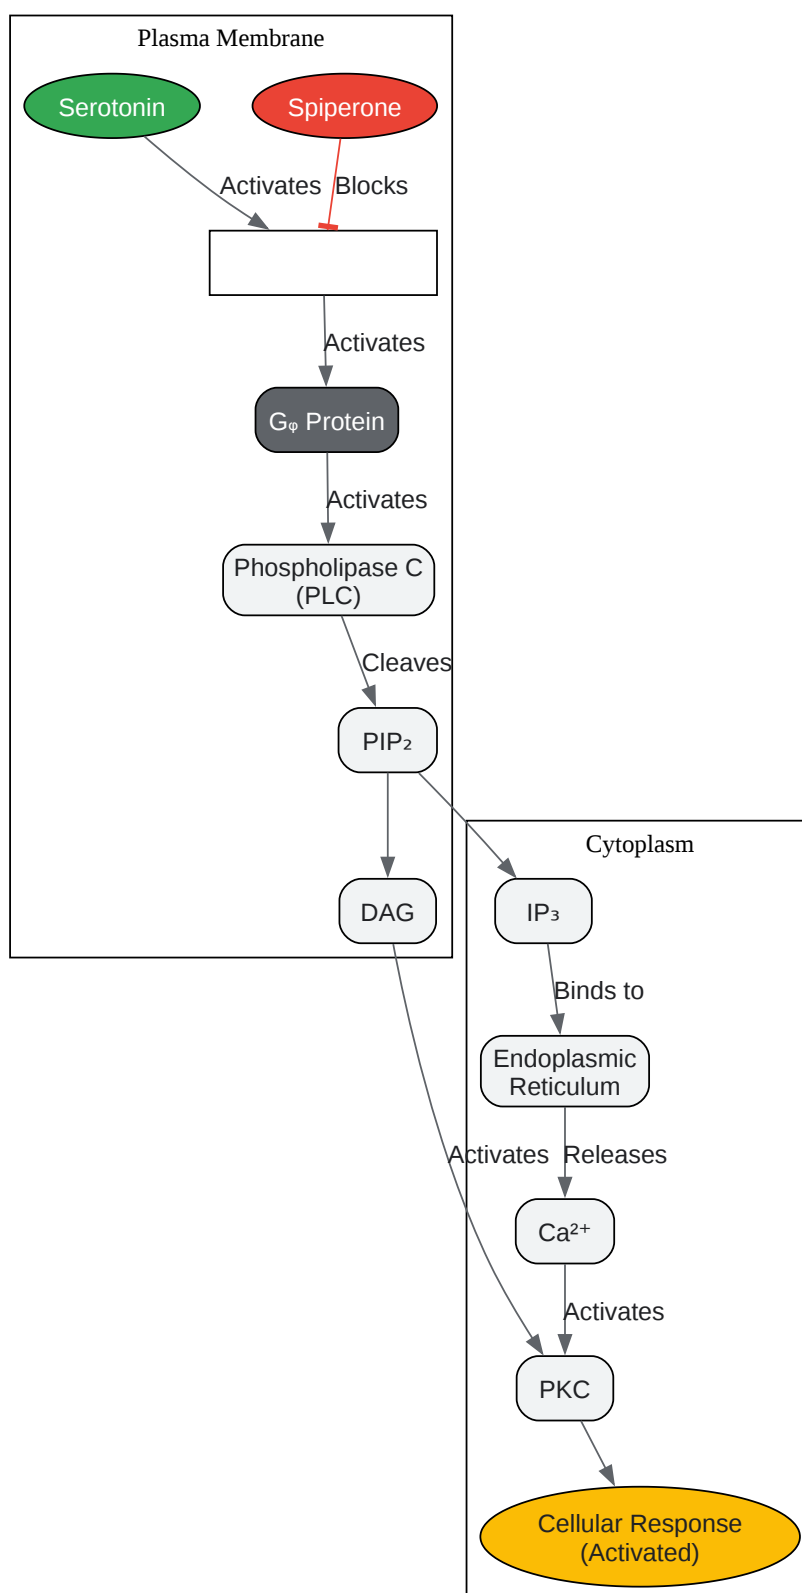 Plasma Membrane
Serotonin
Spiperone
Activates
Blocks
Activates
Gᵩ Protein
Activates
Phospholipase C
(PLC)
Cleaves
PIP₂
Cytoplasm
DAG
IP₃
Binds to
Endoplasmic
Reticulum
Activates
Releases
Ca²⁺
Activates
PKC
Cellular Response
(Activated)